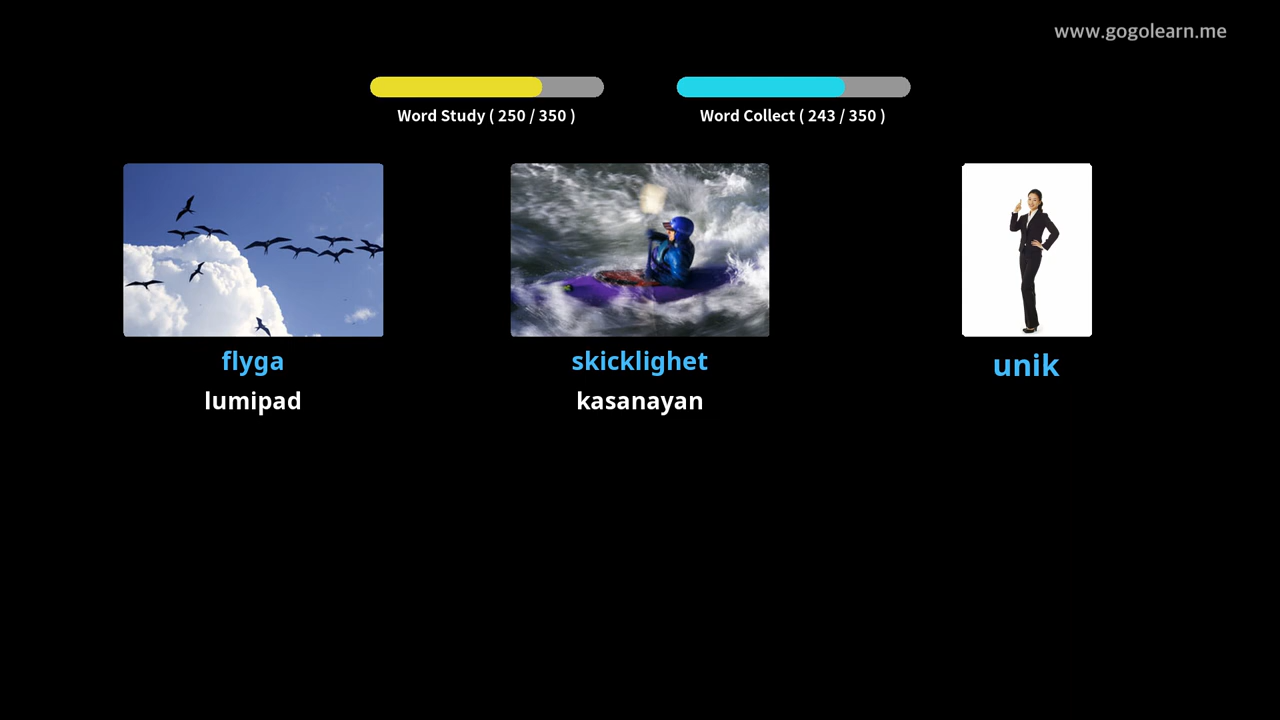 www.gogolearn.me
Word Study ( 250 / 350 )
Word Collect ( 243 / 350 )
flyga
lumipad
skicklighet
kasanayan
unik